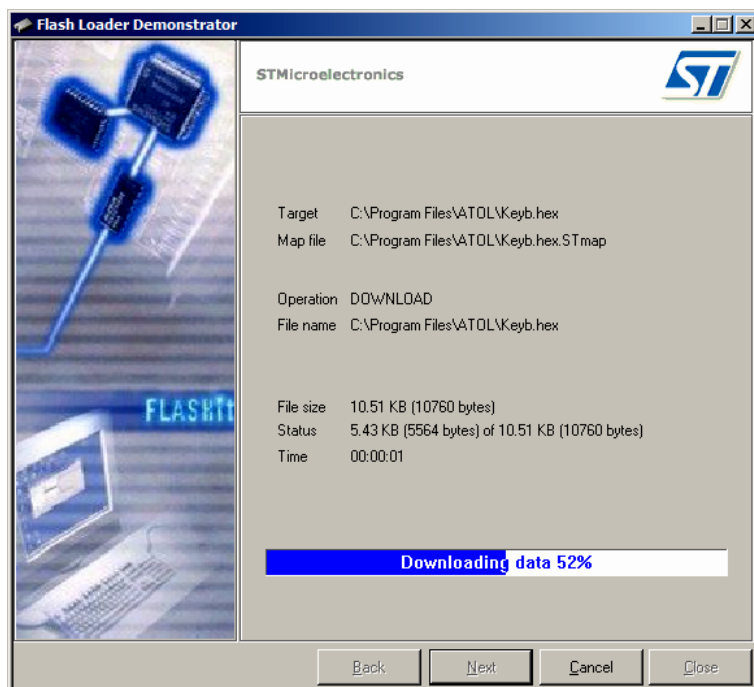 Flash Loader Demonstrator
STMicroelectronics
ST
Target C:\Program Files\ATOL\Keyb.hex
Map file C:\Program Files\ATOL\Keyb.hex.STmap
Operation DOWNLOAD
File name C:\Program Files\ATOL\Keyb.hex
FLASHit
File size 10.51 KB (10760 bytes)
Status 5.43 KB (5564 bytes) of 10.51 KB (10760 bytes)
Time 00:00:01
Downloading data 52%
Back Next Cancel Close